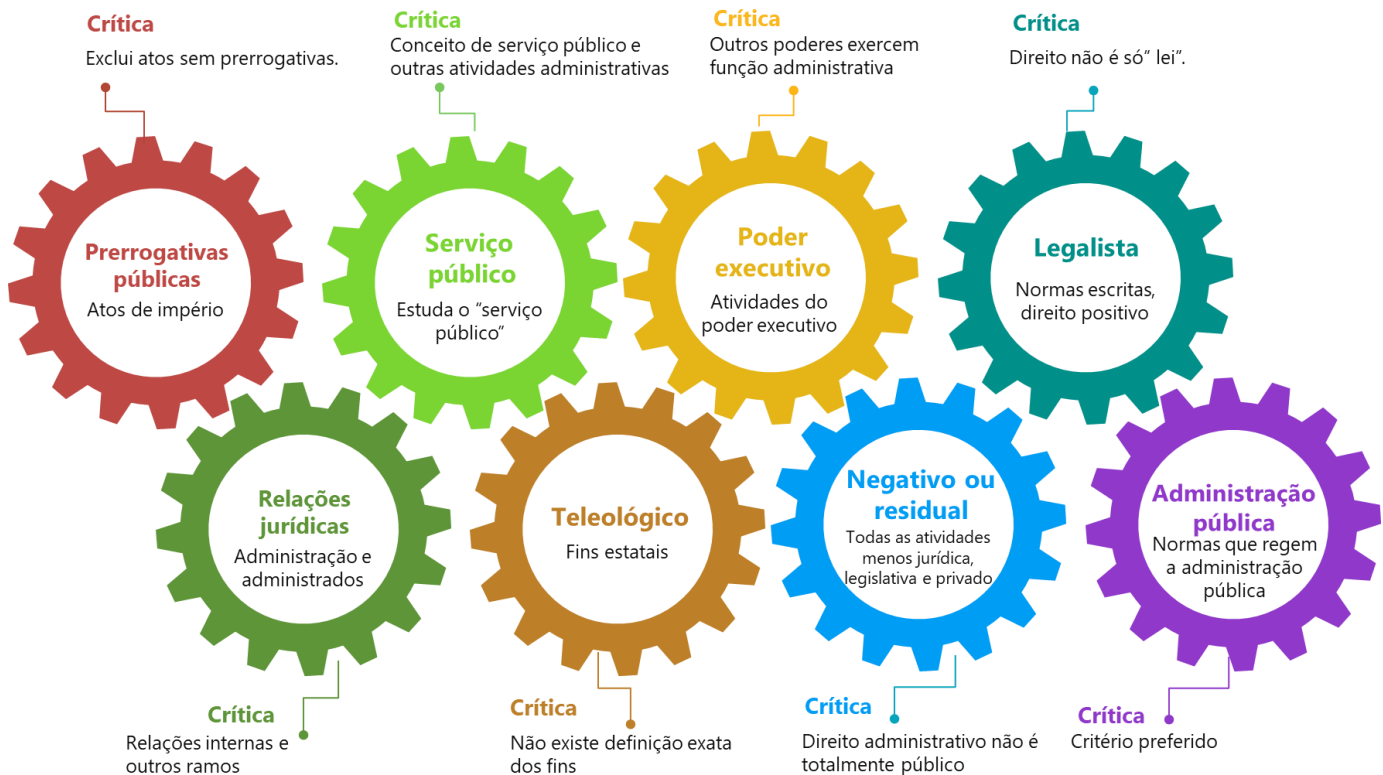 Crítica
Exclui atos sem prerrogativas.
Crítica
Conceito de serviço público e
outras atividades administrativas
Crítica
Outros poderes exercem
função administrativa
Crítica
Direito não é só" lei".
Prerrogativas
públicas
Atos de império
Serviço
público
Estuda o "serviço
público"
Poder
executivo
Atividades do
poder executivo
Legalista
Normas escritas,
direito positivo
Relações
jurídicas
Administração e
administrados
Teleológico
Fins estatais
Negativo ou
residual
Todas as atividades
menos jurídica,
legislativa e privado
Administração
pública
Normas que regem
a administração
pública
Crítica
Relações internas e
outros ramos
Crítica
Não existe definição exata
dos fins
Crítica
Direito administrativo não é
totalmente público
Crítica
Critério preferido